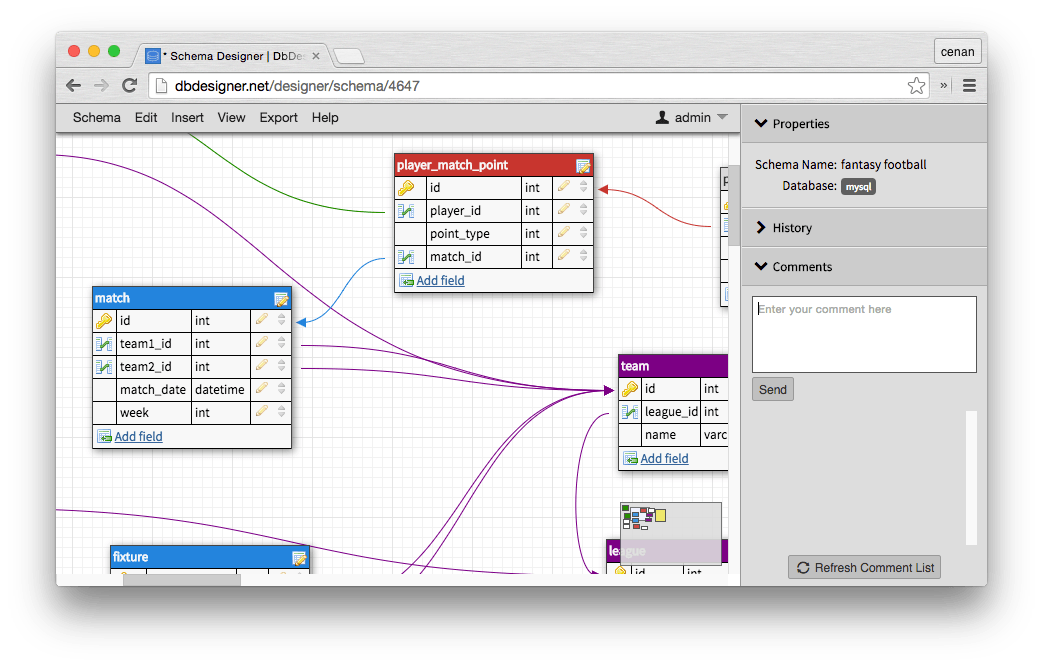 * Schema Designer | DbDes
cenan
dbdesigner.net/designer/schema/4647
Schema Edit Insert View Export Help admin
Properties
Schema Name: fantasy football
Database: mysql
History
Comments
Enter your comment here
Send
Refresh Comment List
player_match_point
id int
player_id int
point_type int
match_id int
Add field
p
match
id int
team1_id int
team2_id int
match_date datetime
week int
Add field
team
id int
league_id int
name varc
Add field
fixture
league
id int